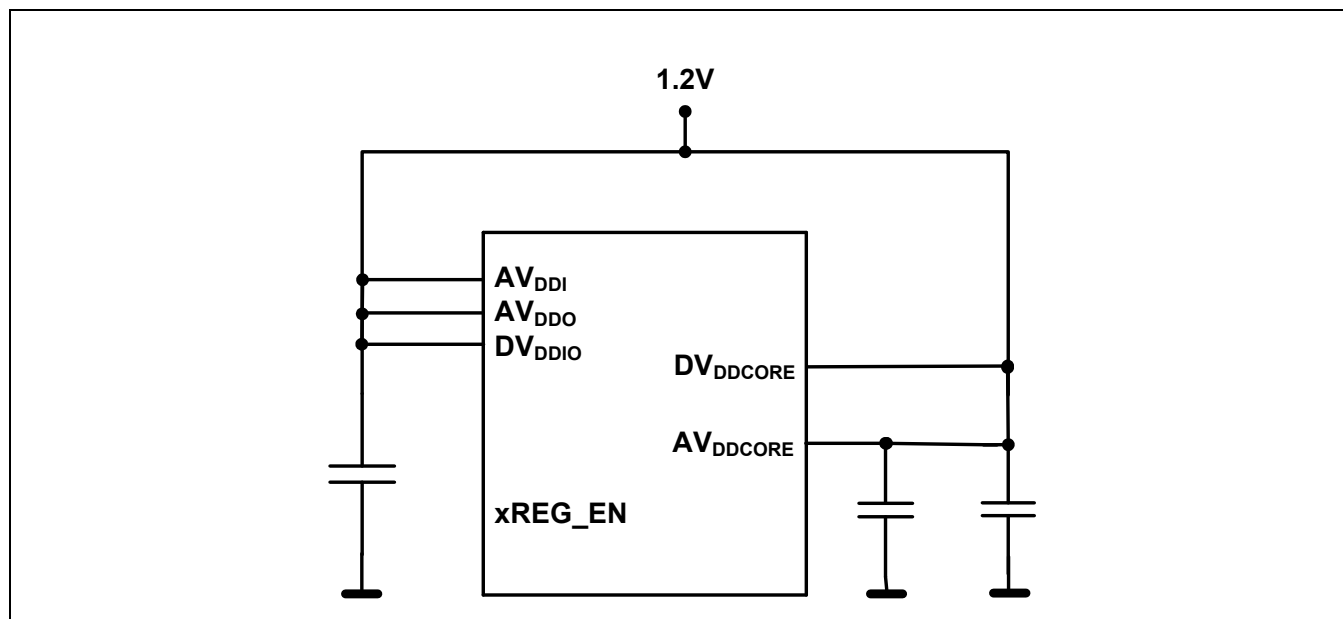 1.2V
AVDDI
AVDDO
DVDDIO
DVDDCORE
AVDDCORE
xREG_EN